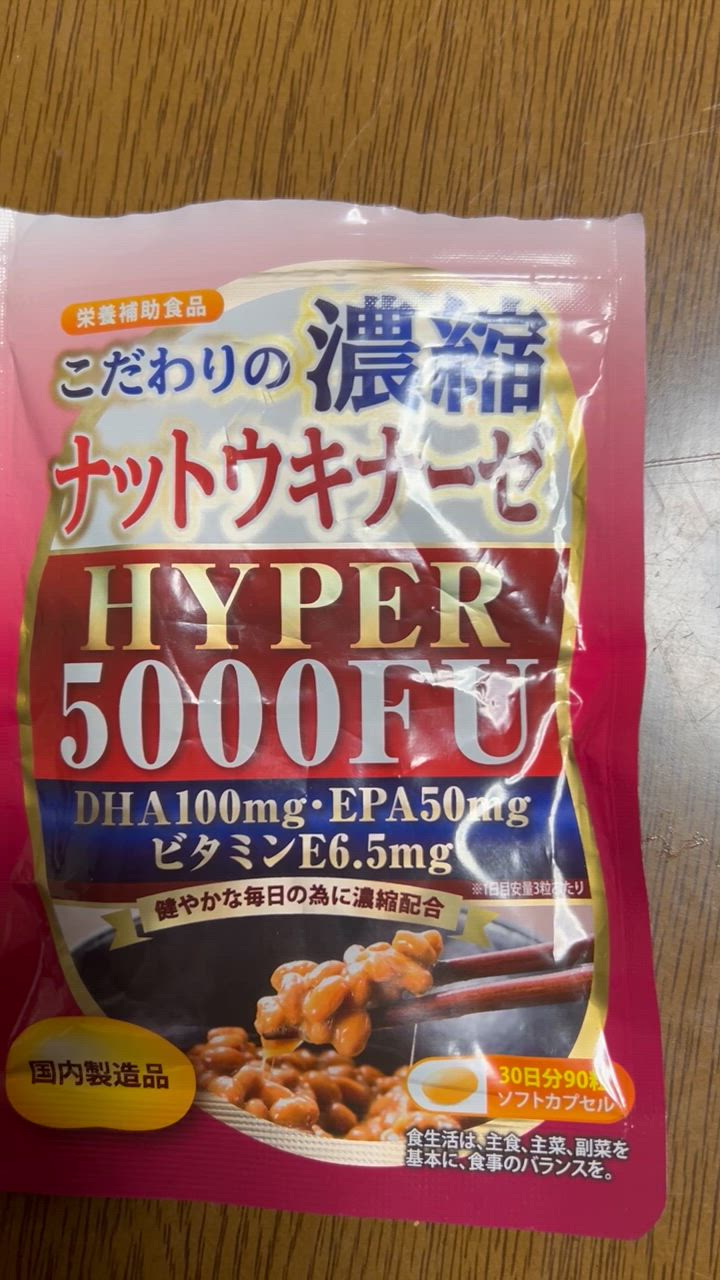 栄養補助食品
こだわりの濃縮
ナットウキナーゼ
HYPER
5000FU
DHA100mg・EPA50mg
ビタミンE6.5mg
※1日目安量3粒あたり
健やかな毎日の為に濃縮配合
国内製造品
30日分90粒
ソフトカプセル
食生活は、主食、主菜、副菜を
基本に、食事のバランスを。